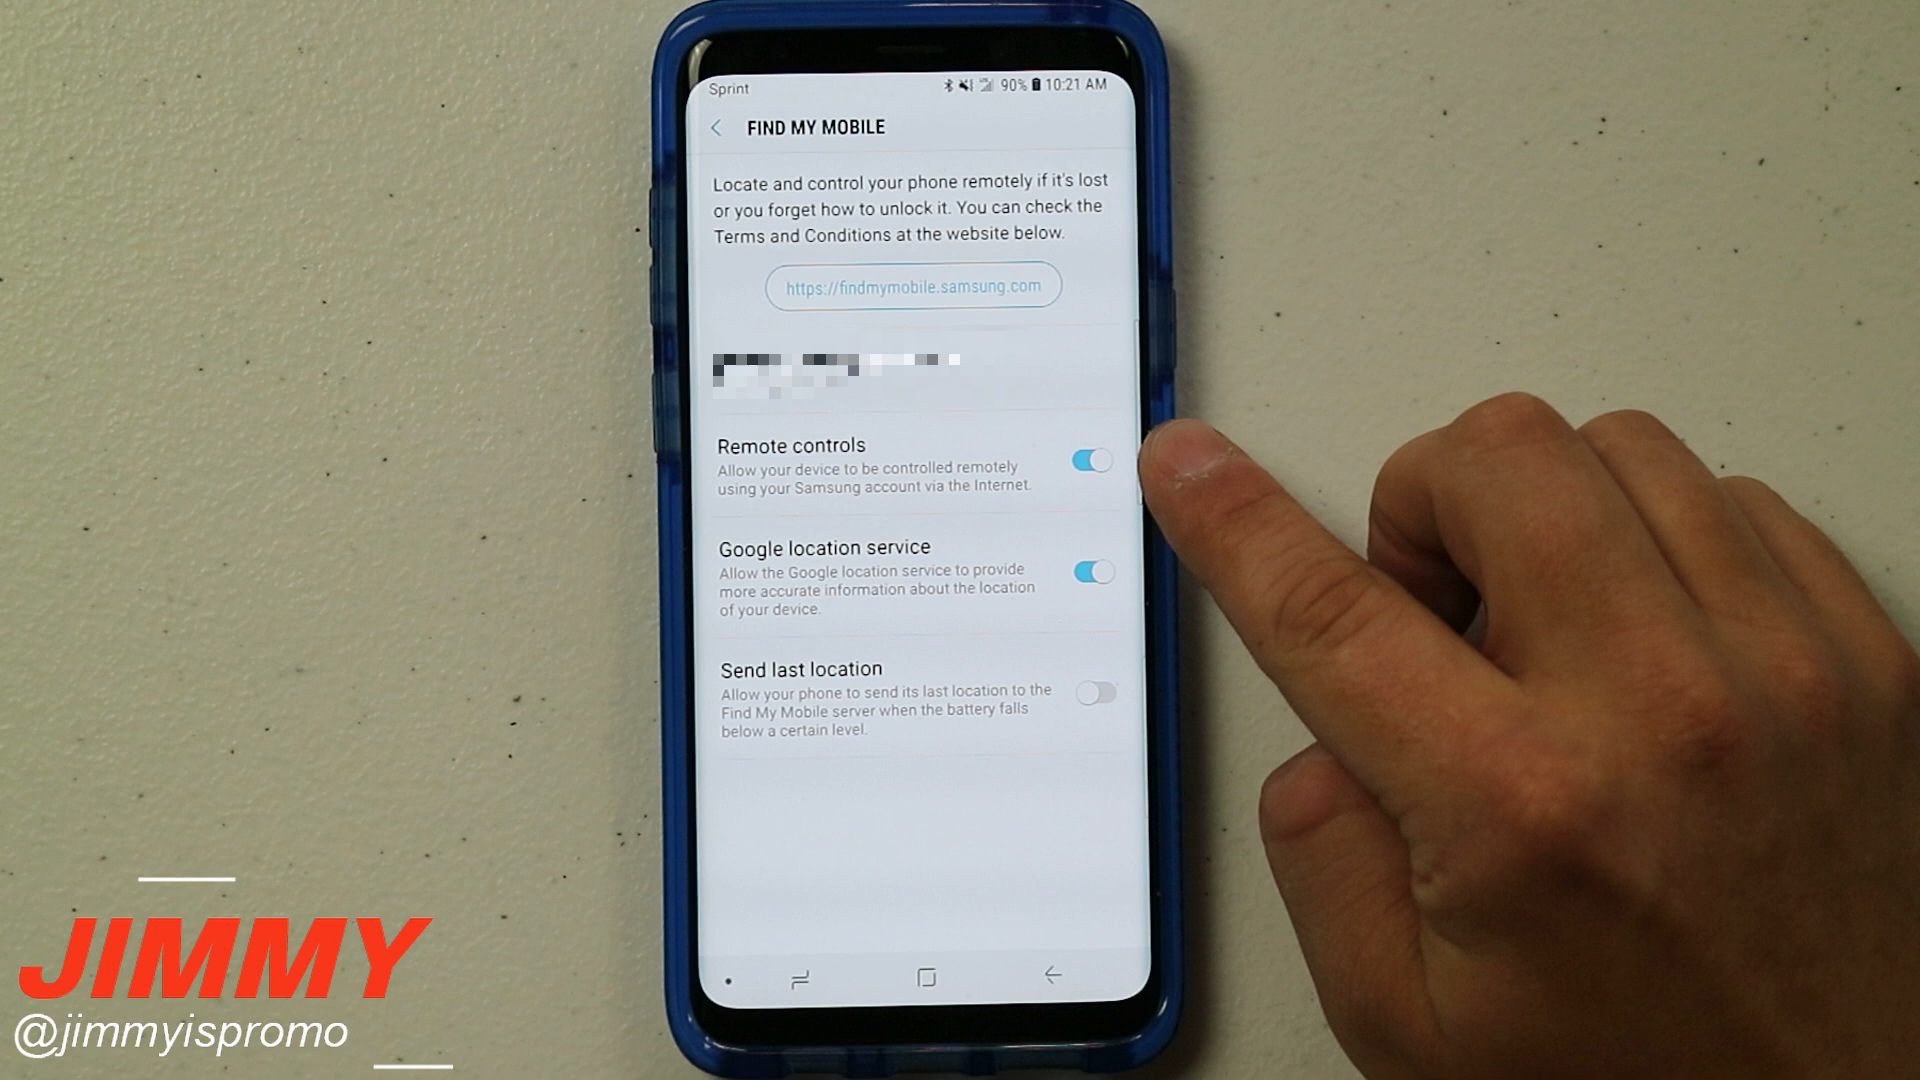 Sprint
90% 10:21 AM
FIND MY MOBILE
Locate and control your phone remotely if it's lost
or you forget how to unlock it. You can check the
Terms and Conditions at the website below.
https://findmymobile.samsung.com
Remote controls
Allow your device to be controlled remotely
using your Samsung account via the Internet.
Google location service
Allow the Google location service to provide
more accurate information about the location
of your device.
Send last location
Allow your phone to send its last location to the
Find My Mobile server when the battery falls
below a certain level.
JIMMY
@jimmyispromo